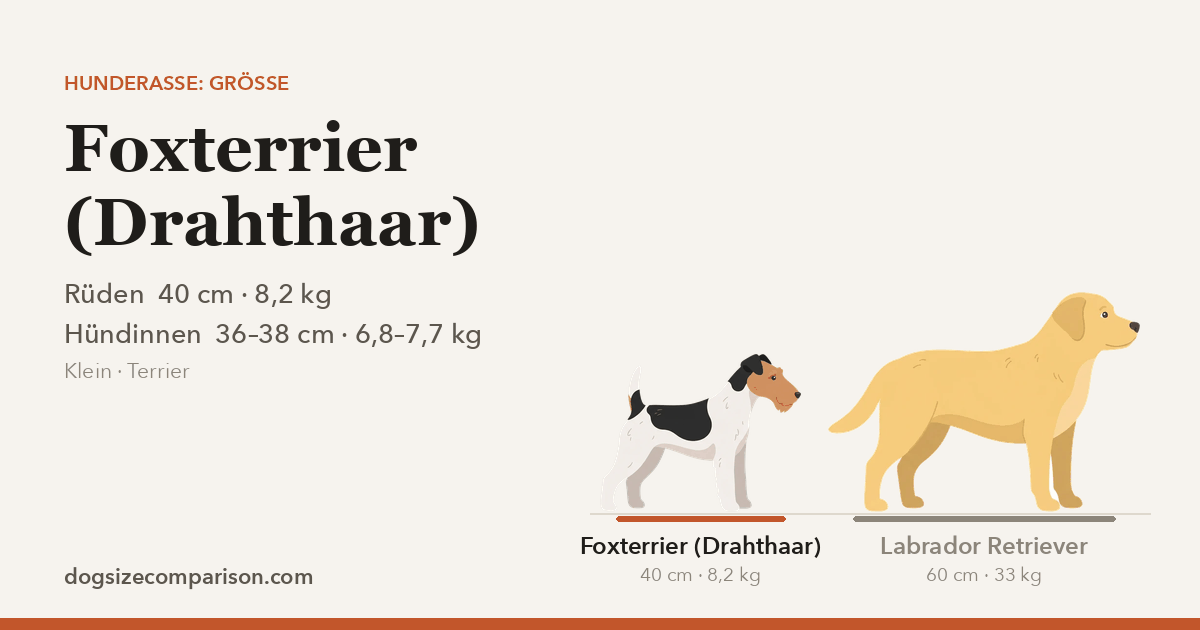 HUNDERASSE: GRÖSSE
Foxterrier
(Drahthaar)
Rüden 40 cm · 8,2 kg
Hündinnen 36–38 cm · 6,8–7,7 kg
Klein · Terrier
Foxterrier (Drahthaar)
40 cm · 8,2 kg
Labrador Retriever
60 cm · 33 kg
dogsizecomparison.com